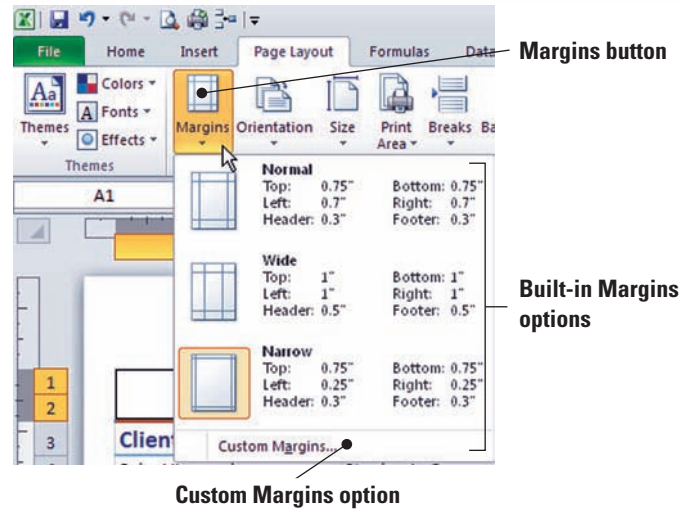 File Home Insert Page Layout Formulas Data
Margins button
Aa
Colors
A Fonts
Effects
Themes
Margins Orientation Size Print Area Breaks
Themes
A1
Normal
Top: 0.75" Bottom: 0.75"
Left: 0.7" Right: 0.7"
Header: 0.3" Footer: 0.3"
Wide
Top: 1" Bottom: 1"
Left: 1" Right: 1"
Header: 0.5" Footer: 0.5"
Built-in Margins
options
Narrow
Top: 0.75" Bottom: 0.75"
Left: 0.25" Right: 0.25"
Header: 0.3" Footer: 0.3"
1
2
3 Clien
Custom Margins...
Custom Margins option